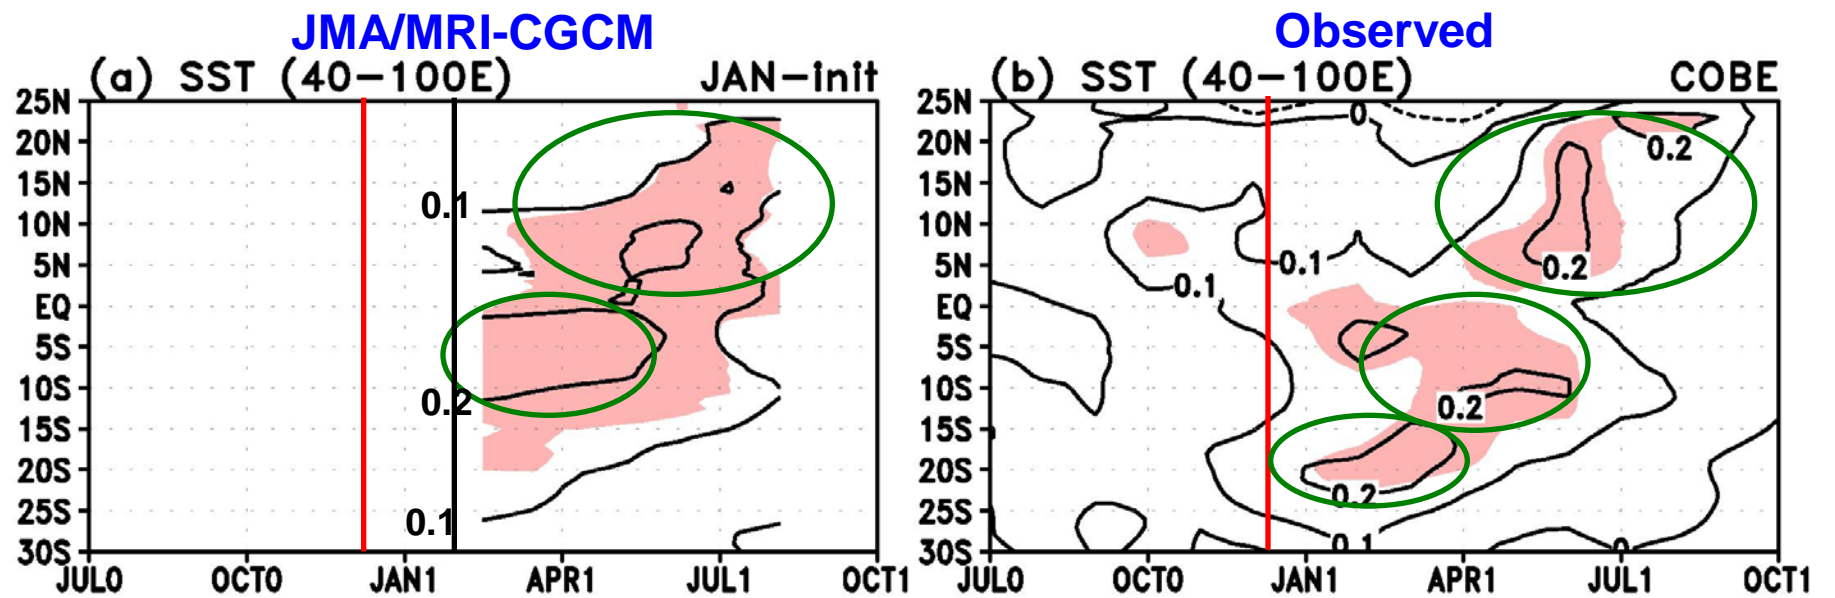 JMA/MRI-CGCM
(a) SST (40-100E) JAN-init
25N
20N
15N
10N
5N
EQ
5S
10S
15S
20S
25S
30S
0.1
0.2
0.1
JUL0 OCT0 JAN1 APR1 JUL1 OCT1
Observed
(b) SST (40-100E) COBE
25N
20N
15N
10N
5N
EQ
5S
10S
15S
20S
25S
30S
0
0.2
0.1
0.2
0.1
0.2
0.2
0.1
0
JUL0 OCT0 JAN1 APR1 JUL1 OCT1